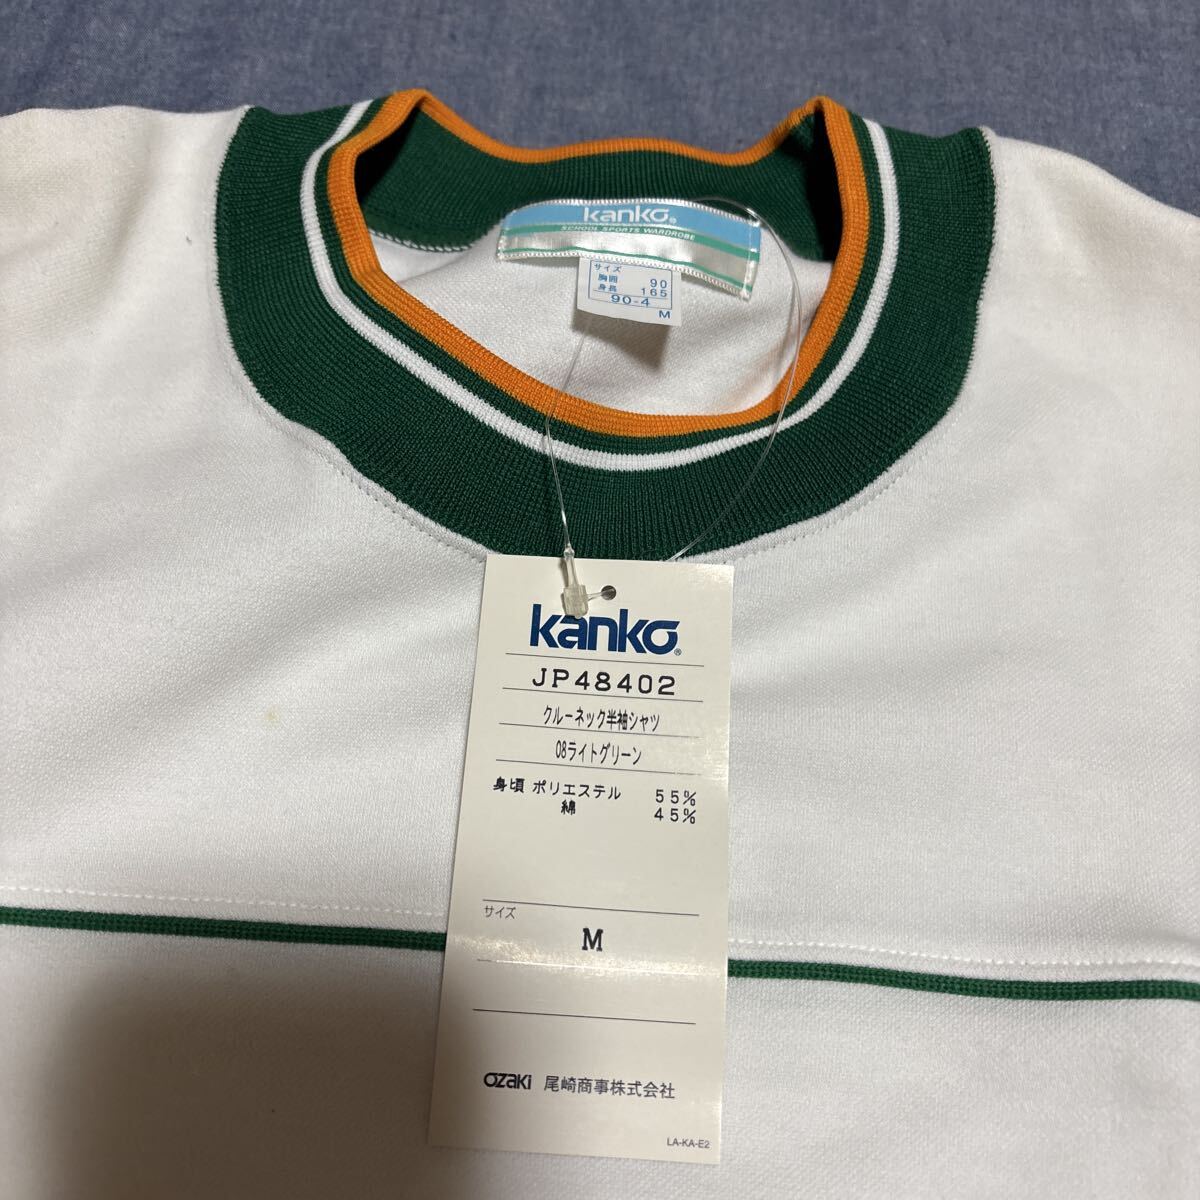 kanko®
SCHOOL SPORTS WARDROBE
サイズ
胸囲 90
身長 165
90-4
M
kanko®
JP48402
クルーネック半袖シャツ
08ライトグリーン
身頃 ポリエステル 55%
綿 45%
サイズ
M
OZAKI 尾崎商事株式会社
LA-KA-E2